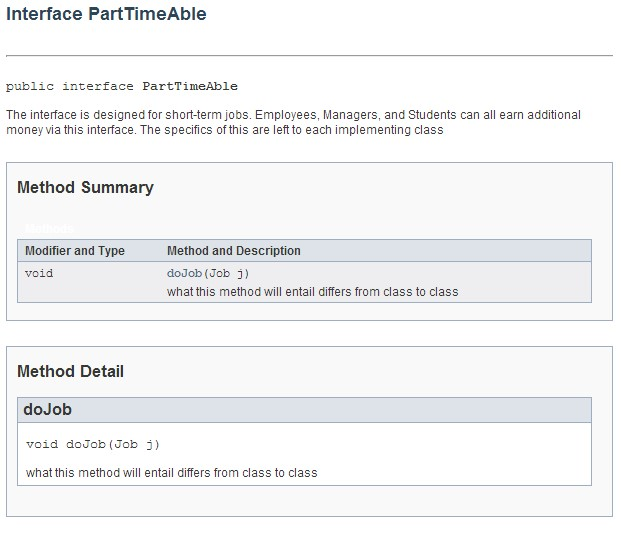 Interface PartTimeAble
public interface PartTimeAble
The interface is designed for short-term jobs. Employees, Managers, and Students can all earn additional
money via this interface. The specifics of this are left to each implementing class
Method Summary
Methods
Modifier and Type Method and Description
void doJob(Job j)
what this method will entail differs from class to class
Method Detail
doJob
void doJob(Job j)
what this method will entail differs from class to class